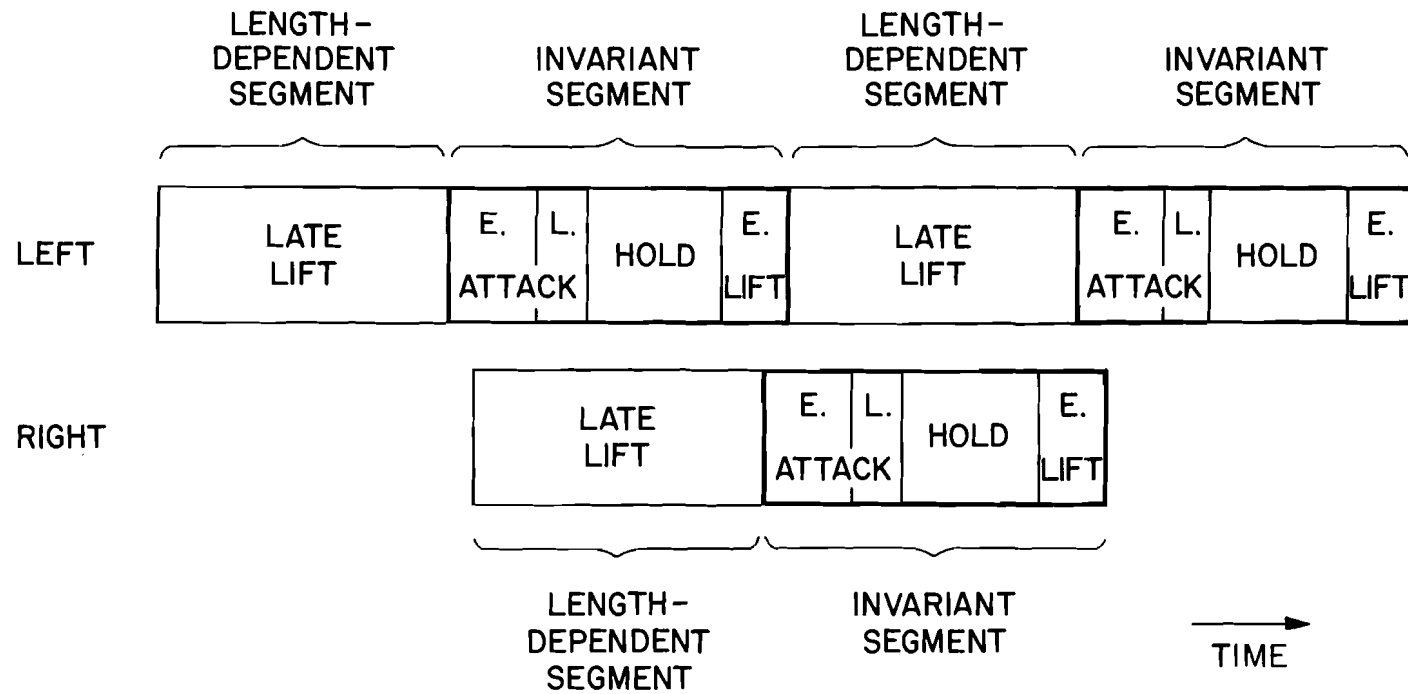 LENGTH-
DEPENDENT
SEGMENT
INVARIANT
SEGMENT
LENGTH-
DEPENDENT
SEGMENT
INVARIANT
SEGMENT
LEFT
LATE
LIFT
E. L.
ATTACK
HOLD
E.
LIFT
LATE
LIFT
E. L.
ATTACK
HOLD
E.
LIFT
RIGHT
LATE
LIFT
E. L.
ATTACK
HOLD
E.
LIFT
LENGTH-
DEPENDENT
SEGMENT
INVARIANT
SEGMENT
TIME